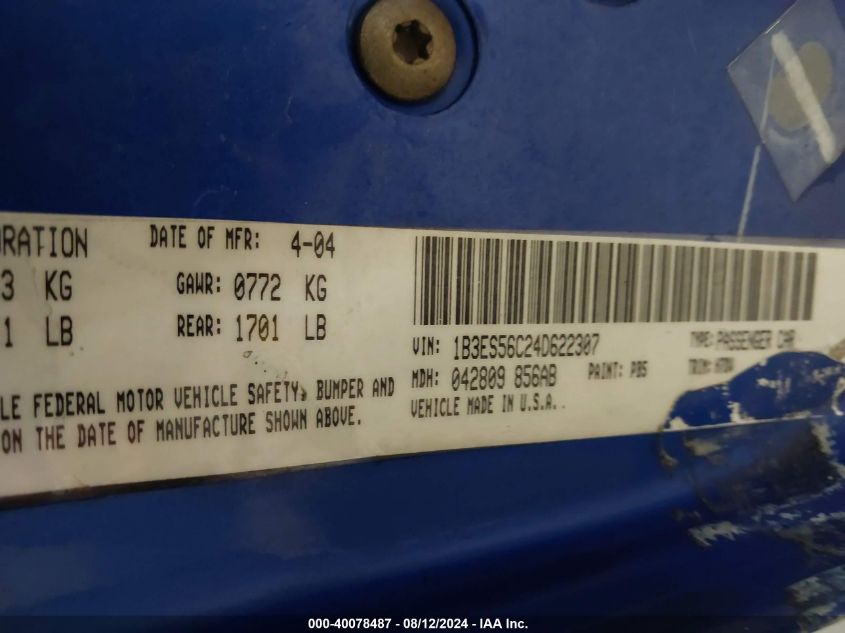 ORATION DATE OF MFR: 4-04
3 KG GAWR: 0772 KG
1 LB REAR: 1701 LB
LE FEDERAL MOTOR VEHICLE SAFETY, BUMPER AND
ON THE DATE OF MANUFACTURE SHOWN ABOVE.
VIN: 1B3ES56C24D622307 TYPE: PASSENGER CAR
MDH: 042809 856AB PAINT: PB5 TRIM:
VEHICLE MADE IN U.S.A.
000-40078487 - 08/12/2024 - IAA Inc.